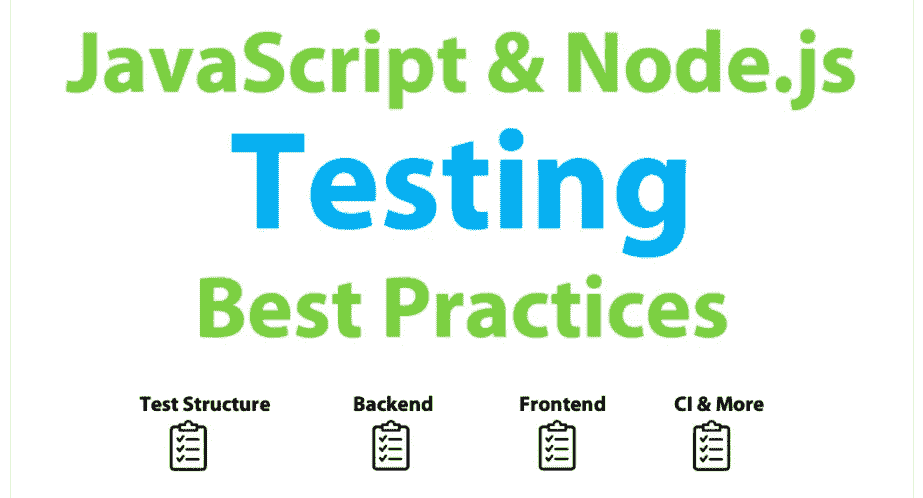 JavaScript & Node.js
Testing
Best Practices
Test Structure Backend Frontend CI & More